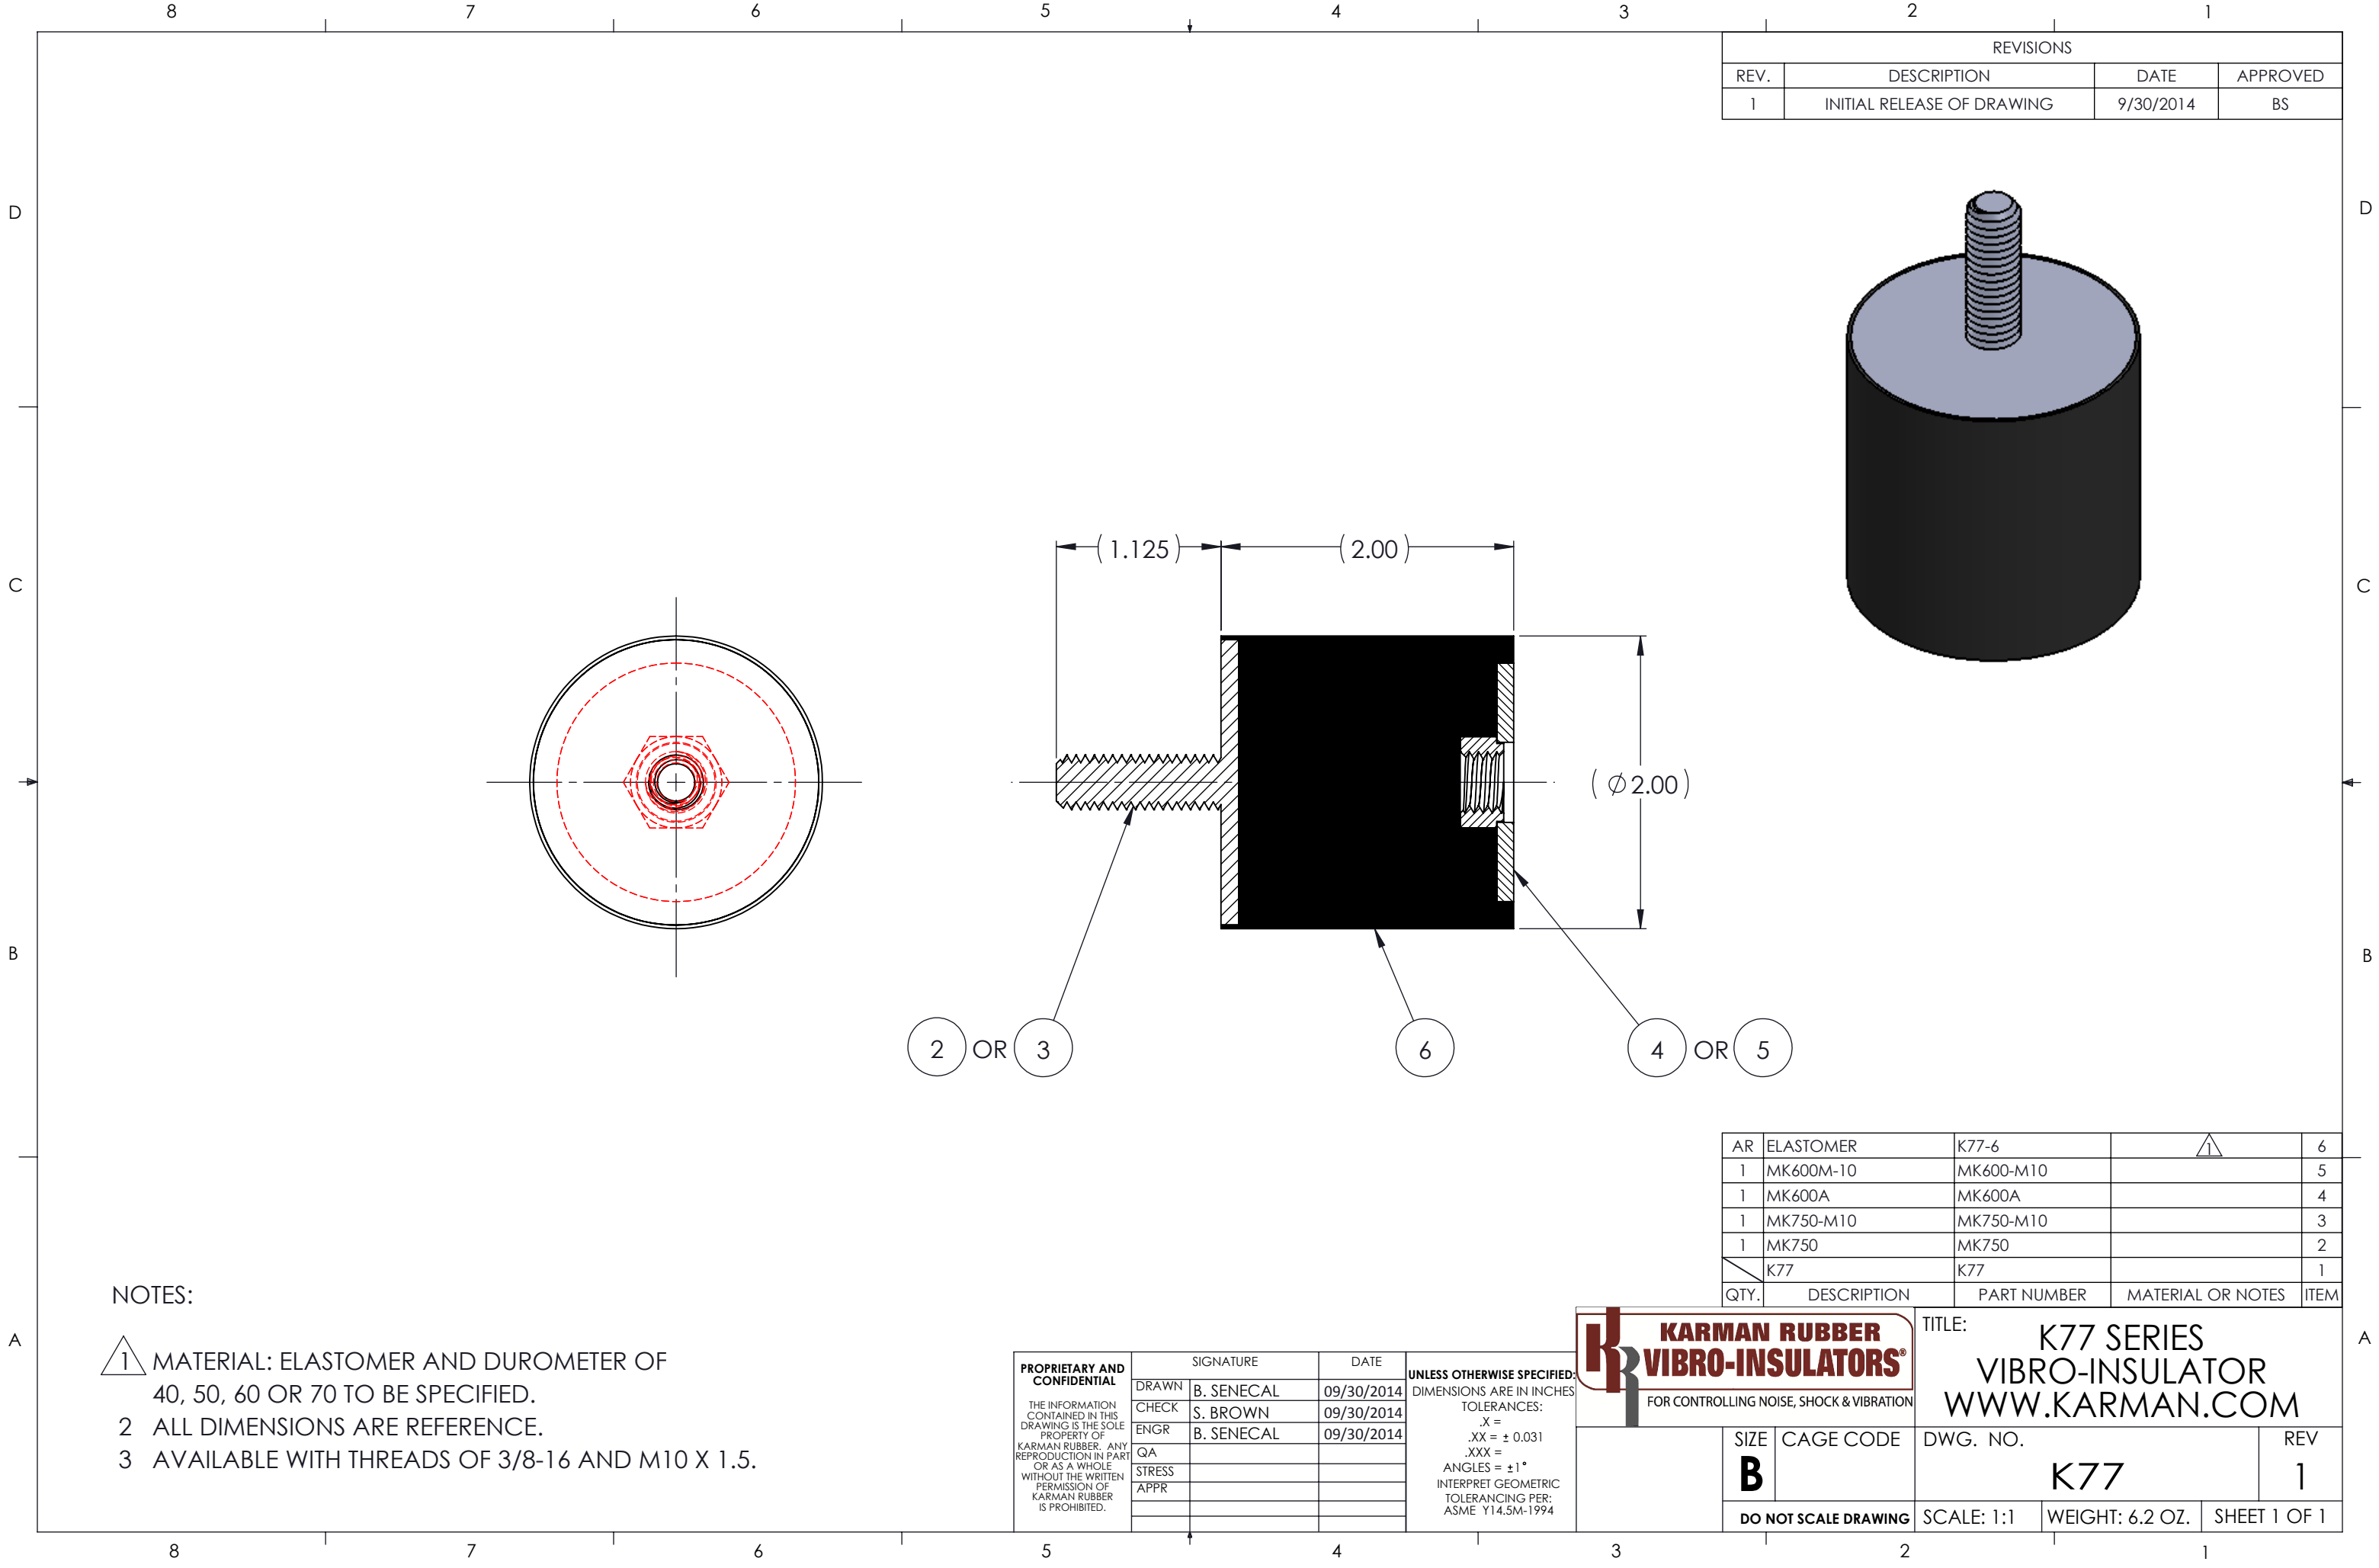 8 7 6 5 4 3 2 1
REVISIONS
REV. DESCRIPTION DATE APPROVED
1 INITIAL RELEASE OF DRAWING 9/30/2014 BS
D D
C C
B B
A A
( 1.125 ) ( 2.00 )
( Ø 2.00 )
2 OR 3 6 4 OR 5
AR ELASTOMER K77-6 1 6
1 MK600M-10 MK600-M10 5
1 MK600A MK600A 4
1 MK750-M10 MK750-M10 3
1 MK750 MK750 2
K77 K77 1
QTY. DESCRIPTION PART NUMBER MATERIAL OR NOTES ITEM
NOTES:
1 MATERIAL: ELASTOMER AND DUROMETER OF
40, 50, 60 OR 70 TO BE SPECIFIED.
2 ALL DIMENSIONS ARE REFERENCE.
3 AVAILABLE WITH THREADS OF 3/8-16 AND M10 X 1.5.
PROPRIETARY AND
CONFIDENTIAL
THE INFORMATION
CONTAINED IN THIS
DRAWING IS THE SOLE
PROPERTY OF
KARMAN RUBBER. ANY
REPRODUCTION IN PART
OR AS A WHOLE
WITHOUT THE WRITTEN
PERMISSION OF
KARMAN RUBBER
IS PROHIBITED.
SIGNATURE DATE
DRAWN B. SENECAL 09/30/2014
CHECK S. BROWN 09/30/2014
ENGR B. SENECAL 09/30/2014
QA
STRESS
APPR
UNLESS OTHERWISE SPECIFIED:
DIMENSIONS ARE IN INCHES
TOLERANCES:
.X =
.XX = ± 0.031
.XXX =
ANGLES = ±1°
INTERPRET GEOMETRIC
TOLERANCING PER:
ASME Y14.5M-1994
KARMAN RUBBER
VIBRO-INSULATORS®
FOR CONTROLLING NOISE, SHOCK & VIBRATION
TITLE:
K77 SERIES
VIBRO-INSULATOR
WWW.KARMAN.COM
SIZE CAGE CODE DWG. NO. REV
B K77 1
DO NOT SCALE DRAWING SCALE: 1:1 WEIGHT: 6.2 OZ. SHEET 1 OF 1
8 7 6 5 4 3 2 1